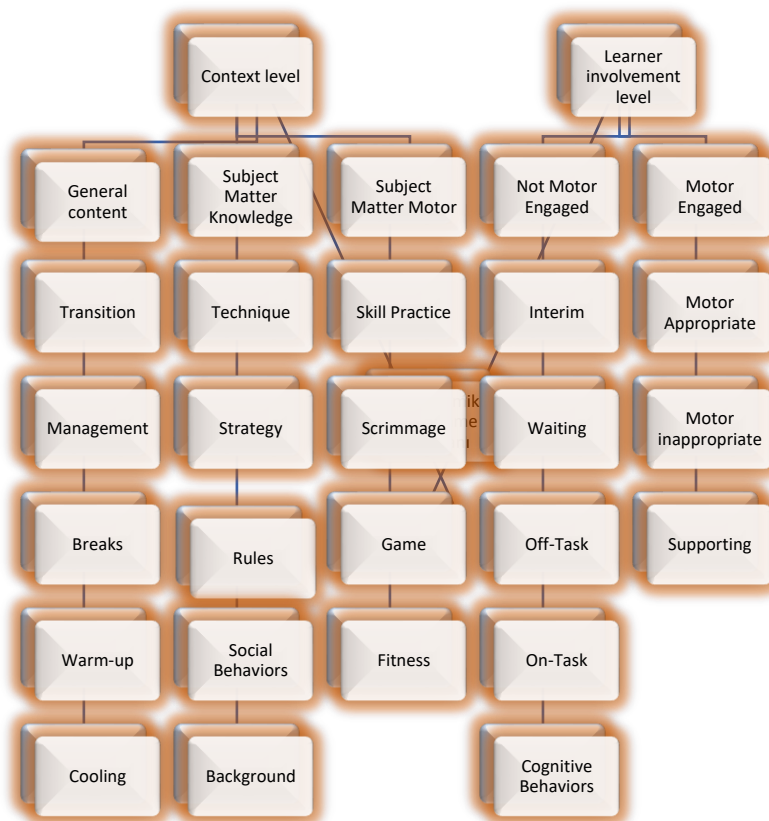 Context level
Learner
involvement
level
General
content
Subject
Matter
Knowledge
Subject
Matter Motor
Not Motor
Engaged
Motor
Engaged
Transition
Technique
Skill Practice
Interim
Motor
Appropriate
Management
Strategy
Scrimmage
Waiting
Motor
inappropriate
Breaks
Rules
Game
Off-Task
Supporting
Warm-up
Social
Behaviors
Fitness
On-Task
Cooling
Background
Cognitive
Behaviors